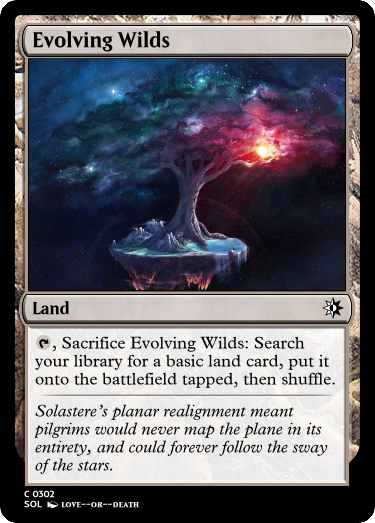 Evolving Wilds
Land
, Sacrifice Evolving Wilds: Search
your library for a basic land card, put it
onto the battlefield tapped, then shuffle.
Solastere's planar realignment meant
pilgrims would never map the plane in its
entirety, and could forever follow the sway
of the stars.
C 0302
SOL LOVE--OR--DEATH